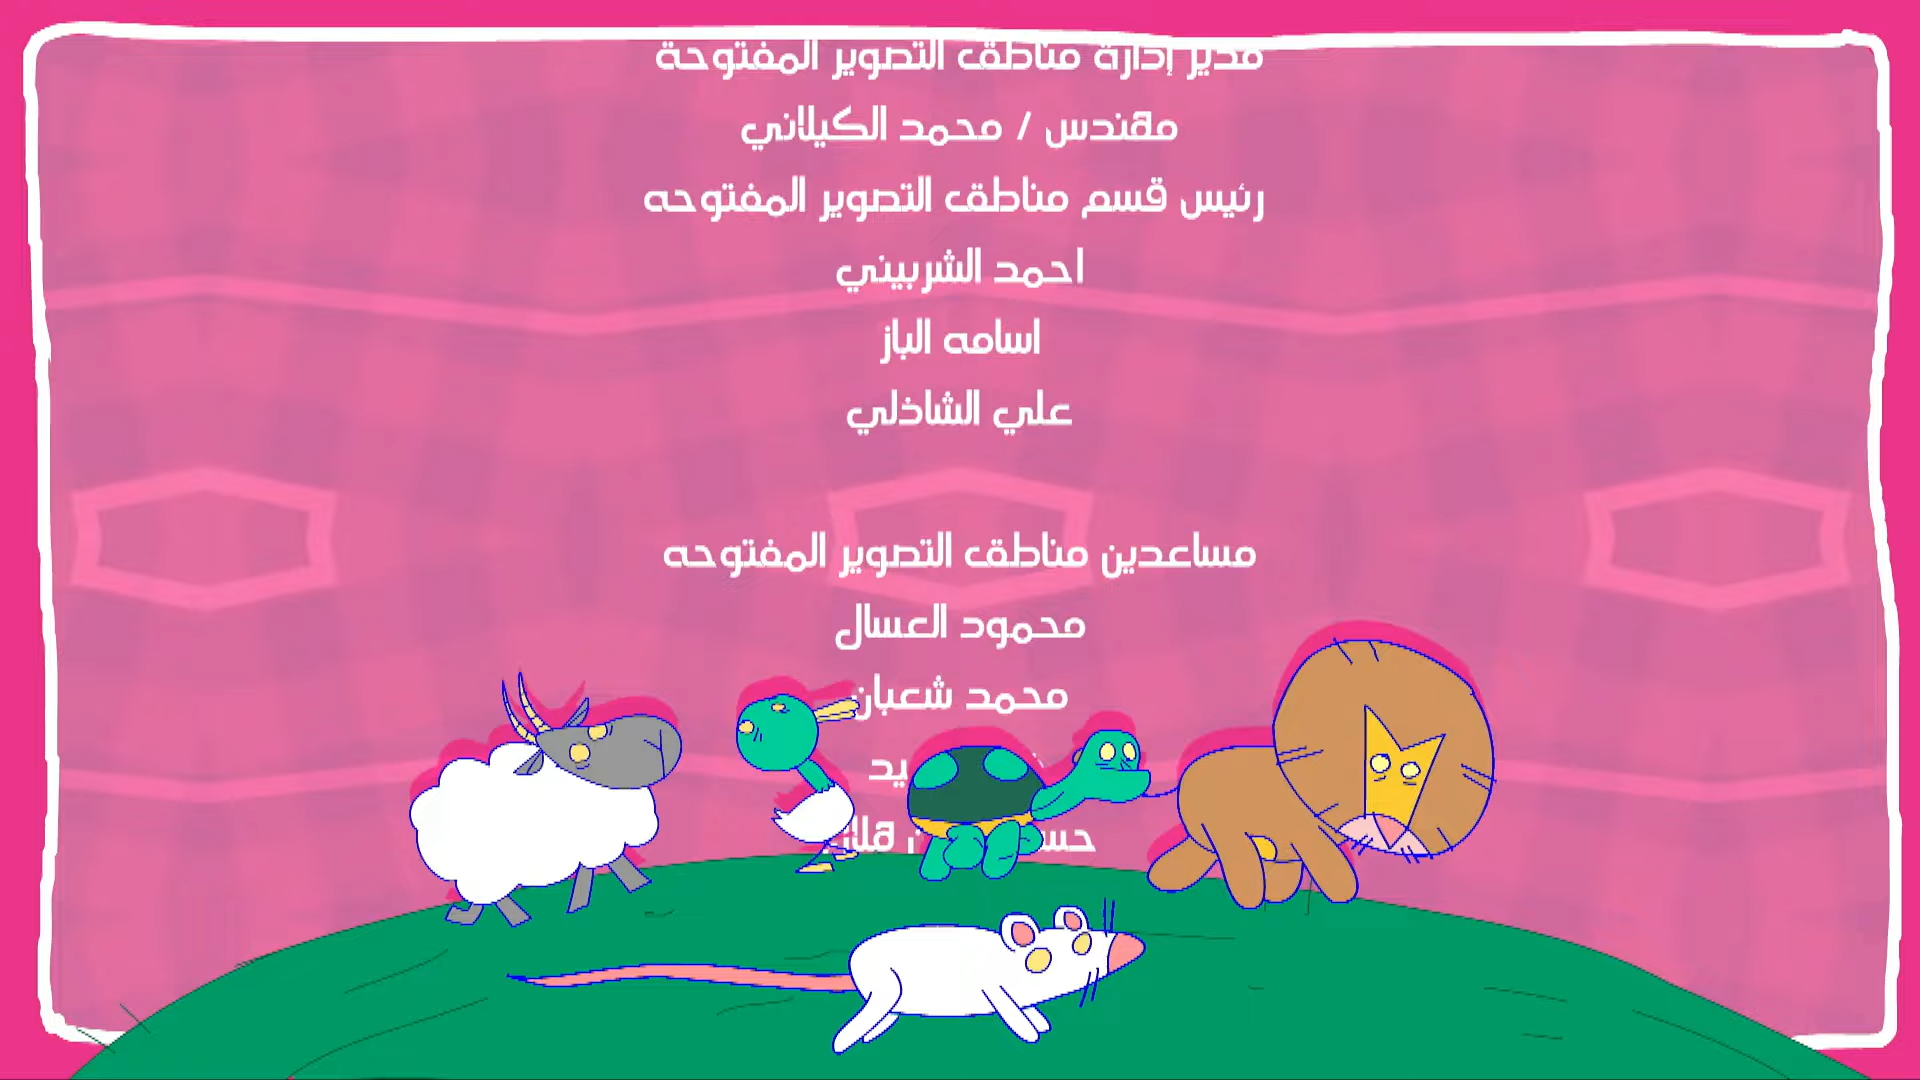 مدير إدارة مناطق التصوير المفتوحة
مهندس / محمد الكيلاني
رئيس قسم مناطق التصوير المفتوحه
احمد الشربيني
اسامه الباز
علي الشاذلي
مساعدين مناطق التصوير المفتوحه
محمود العسال
محمد شعبان